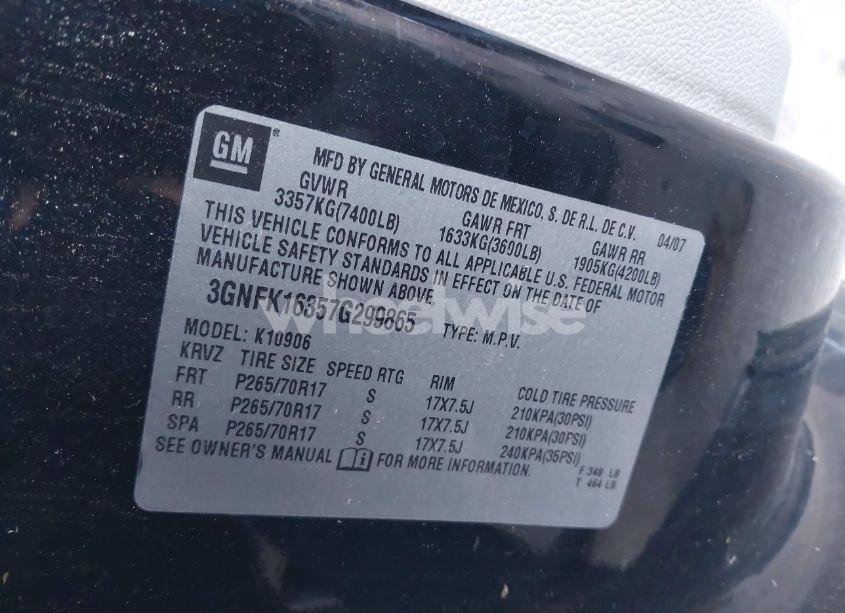 GM®
MFD BY GENERAL MOTORS DE MEXICO, S. DE R.L. DE C.V. 04/07
GVWR GAWR FRT GAWR RR
3357KG(7400LB) 1633KG(3600LB) 1905KG(4200LB)
THIS VEHICLE CONFORMS TO ALL APPLICABLE U.S. FEDERAL MOTOR
VEHICLE SAFETY STANDARDS IN EFFECT ON THE DATE OF
MANUFACTURE SHOWN ABOVE.
3GNFK16357G299865 TYPE: M.P.V.
wheelwise
MODEL: K10906
KRVZ TIRE SIZE SPEED RTG RIM COLD TIRE PRESSURE
FRT P265/70R17 S 17X7.5J 210KPA(30PSI)
RR P265/70R17 S 17X7.5J 210KPA(30PSI)
SPA P265/70R17 S 17X7.5J 240KPA(35PSI)
SEE OWNER'S MANUAL FOR MORE INFORMATION.
F 348 LB
T 464 LB